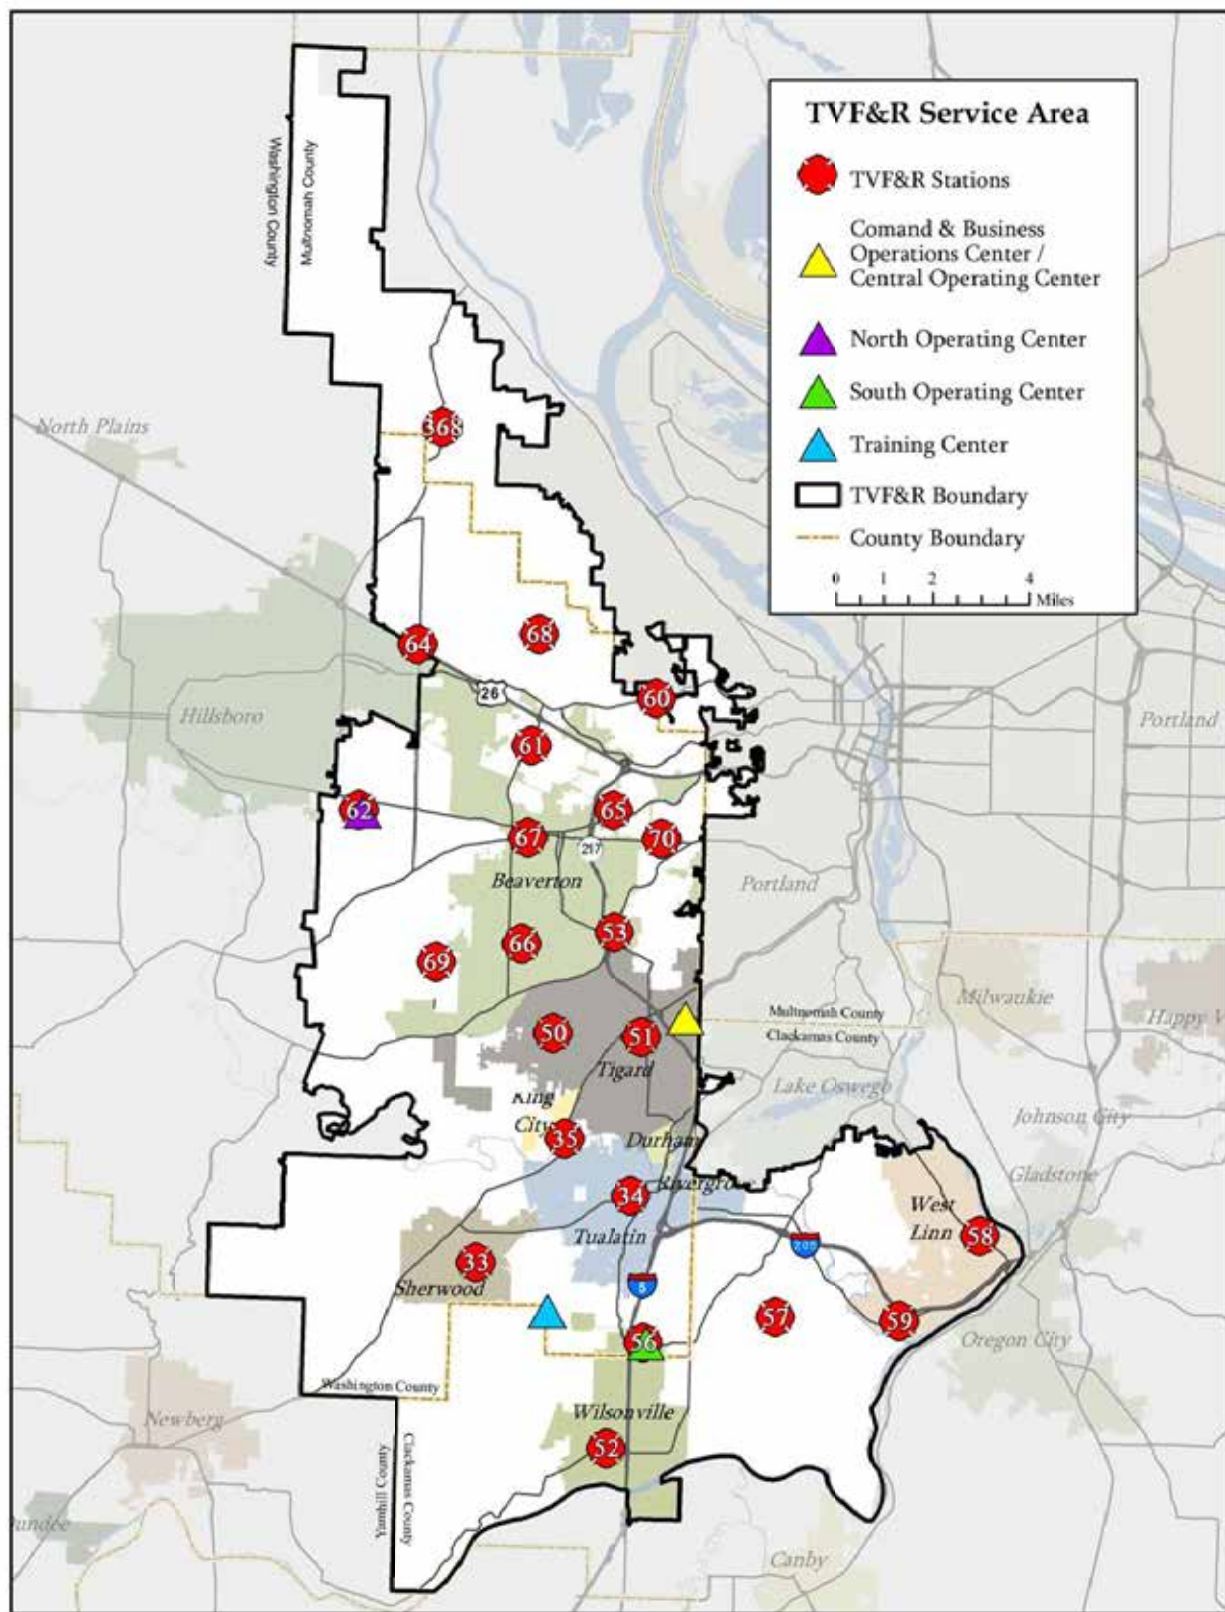 TVF&R Service Area
TVF&R Stations
Comand & Business
Operations Center /
Central Operating Center
North Operating Center
South Operating Center
Training Center
TVF&R Boundary
County Boundary
0 1 2 4
Miles
Washington County
Multnomah County
North Plains
368
64
68
26
60
Hillsboro
Portland
61
62
65
67
217
70
Beaverton
Portland
53
66
69
Milwaukie
Multnomah County
Happy V
50
51
Clackamas County
Tigard
King
City
Lake Oswego
Johnson City
35
Durham
Gladstone
34
Rivergrove
West
Linn
58
Tualatin
205
33
Sherwood
5
57
59
56
Oregon City
Washington County
Newberg
Wilsonville
52
Yamhill County
Clackamas County
Dundee
Canby